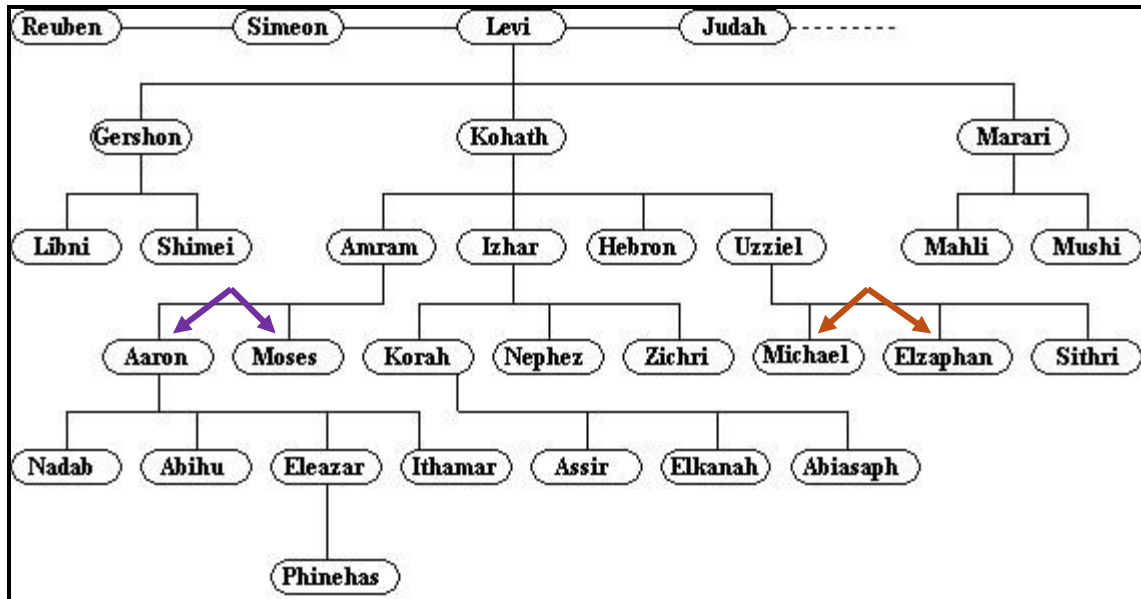 Reuben Simeon Levi Judah
Gershon Kohath Marari
Libni Shimei Amram Izhar Hebron Uzziel Mahli Mushi
Aaron Moses Korah Nephez Zichri Michael Elzaphan Sithri
Nadab Abihu Eleazar Ithamar Assir Elkanah Abiasaph
Phinehas